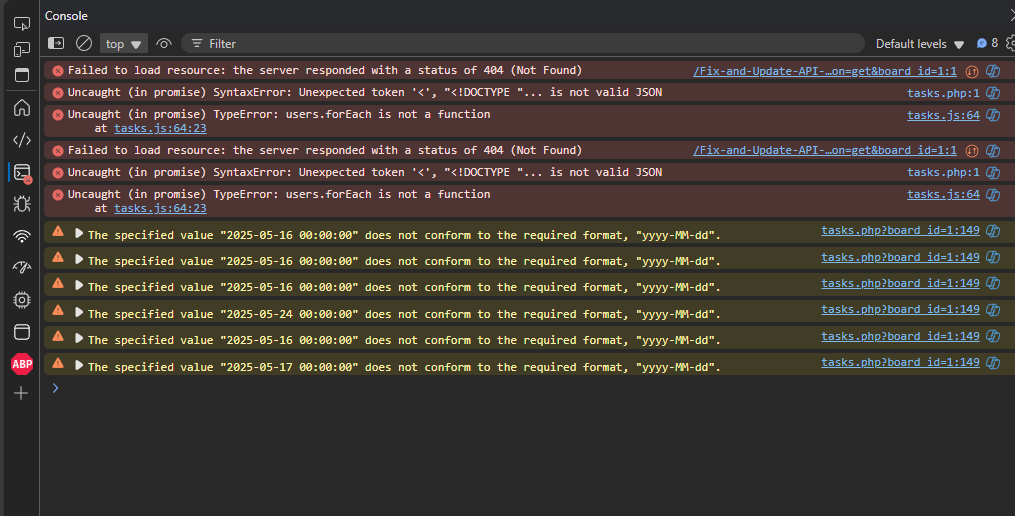 Console
top
Filter
Default levels
8
Failed to load resource: the server responded with a status of 404 (Not Found) /Fix-and-Update-API-…on=get&board_id=1:1
Uncaught (in promise) SyntaxError: Unexpected token '<', "<!DOCTYPE "... is not valid JSON tasks.php:1
Uncaught (in promise) TypeError: users.forEach is not a function tasks.js:64
at tasks.js:64:23
Failed to load resource: the server responded with a status of 404 (Not Found) /Fix-and-Update-API-…on=get&board_id=1:1
Uncaught (in promise) SyntaxError: Unexpected token '<', "<!DOCTYPE "... is not valid JSON tasks.php:1
Uncaught (in promise) TypeError: users.forEach is not a function tasks.js:64
at tasks.js:64:23
The specified value "2025-05-16 00:00:00" does not conform to the required format, "yyyy-MM-dd". tasks.php?board_id=1:149
The specified value "2025-05-16 00:00:00" does not conform to the required format, "yyyy-MM-dd". tasks.php?board_id=1:149
The specified value "2025-05-16 00:00:00" does not conform to the required format, "yyyy-MM-dd". tasks.php?board_id=1:149
The specified value "2025-05-24 00:00:00" does not conform to the required format, "yyyy-MM-dd". tasks.php?board_id=1:149
The specified value "2025-05-16 00:00:00" does not conform to the required format, "yyyy-MM-dd". tasks.php?board_id=1:149
The specified value "2025-05-17 00:00:00" does not conform to the required format, "yyyy-MM-dd". tasks.php?board_id=1:149
ABP